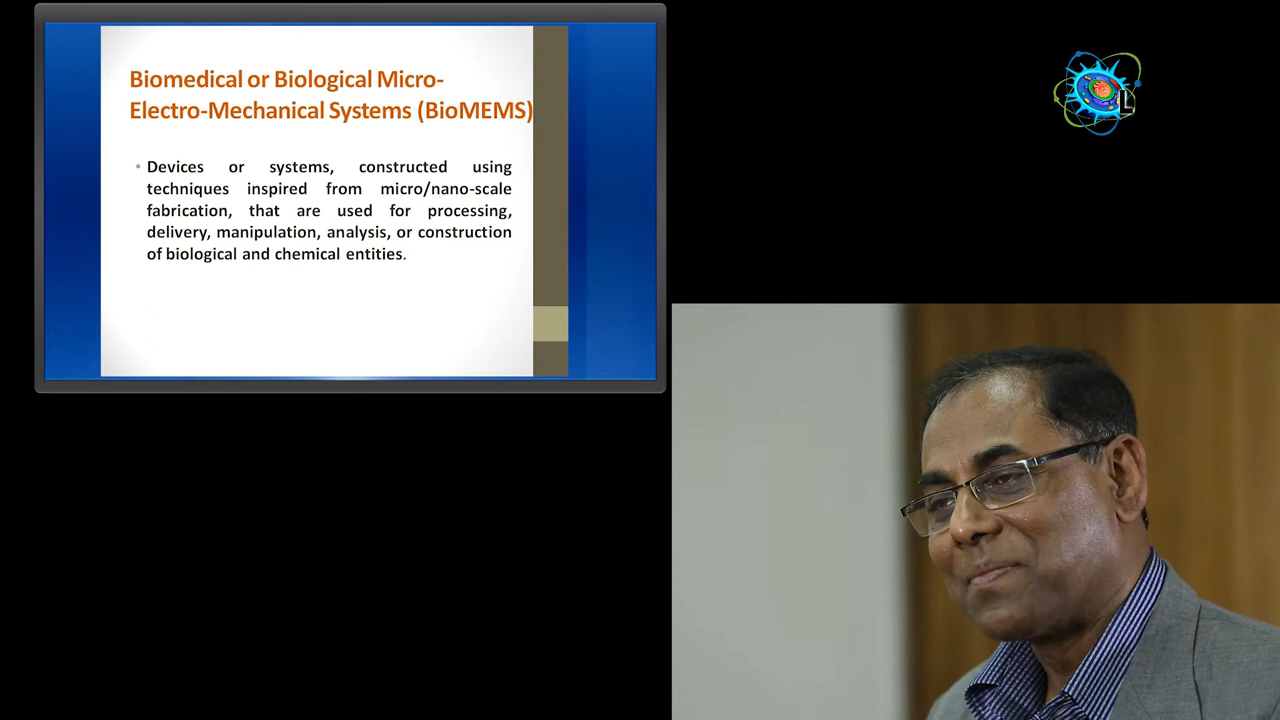 Biomedical or Biological Micro-
Electro-Mechanical Systems (BioMEMS)
• Devices or systems, constructed using
techniques inspired from micro/nano-scale
fabrication, that are used for processing,
delivery, manipulation, analysis, or construction
of biological and chemical entities.
L